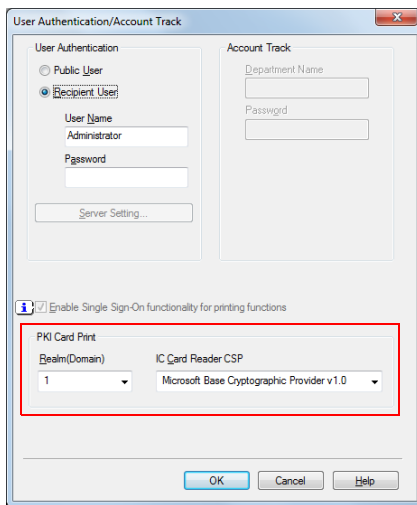 User Authentication/Account Track
User Authentication
Public User
Recipient User
User Name
Administrator
Password
Server Setting...
Account Track
Department Name
Password
Enable Single Sign-On functionality for printing functions
PKI Card Print
Realm(Domain)
IC Card Reader CSP
1
Microsoft Base Cryptographic Provider v1.0
OK
Cancel
Help